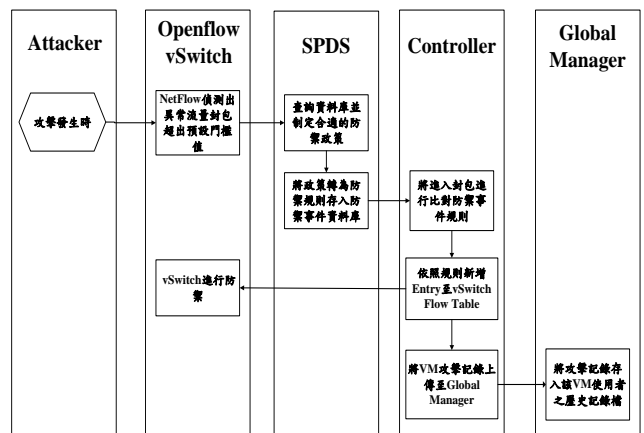 Attacker
Openflow
vSwitch
SPDS
Controller
Global
Manager
攻擊發生時
NetFlow偵測出
異常流量封包
超出預設門檻
值
查詢資料庫並
制定合適的防
禦政策
將政策轉為防
禦規則存入防
禦事件資料庫
將進入封包進
行比對防禦事
件規則
vSwitch進行防
禦
依照規則新增
Entry至vSwitch
Flow Table
將VM攻擊記錄上
傳至Global
Manager
將攻擊記錄存
入該VM使用者
之歷史記錄檔